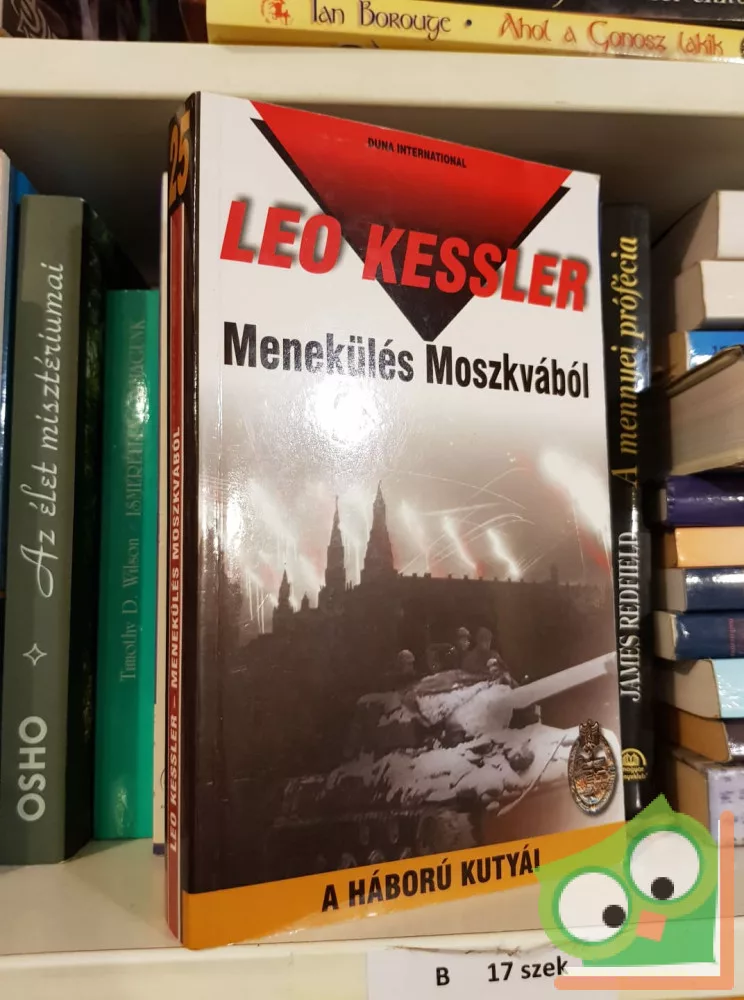 Ian Borouge • Ahol a Gonosz lakik
DUNA INTERNATIONAL
LEO KESSLER
Menekülés Moszkvából
A HÁBORÚ KUTYÁI
25
LEO KESSLER – MENEKÜLÉS MOSZKVÁBÓL
OSHO Az élet misztériumai
Timothy D. Wilson
JAMES REDFIELD A mennyei prófécia
B 17 szek